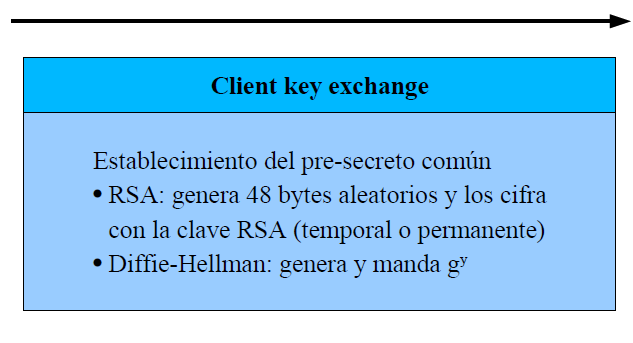 Client key exchange
Establecimiento del pre-secreto común
• RSA: genera 48 bytes aleatorios y los cifra
con la clave RSA (temporal o permanente)
• Diffie-Hellman: genera y manda gʸ